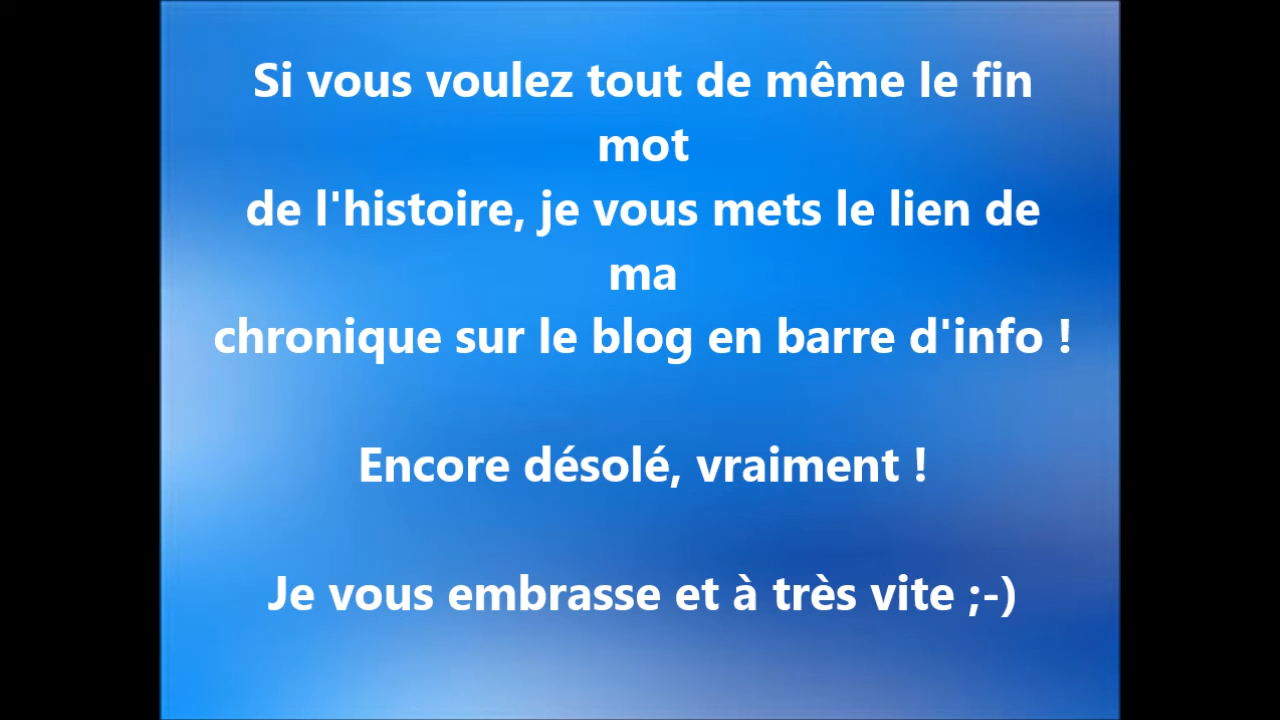 Si vous voulez tout de même le fin
mot
de l'histoire, je vous mets le lien de
ma
chronique sur le blog en barre d'info !
Encore désolé, vraiment !
Je vous embrasse et à très vite ;-)